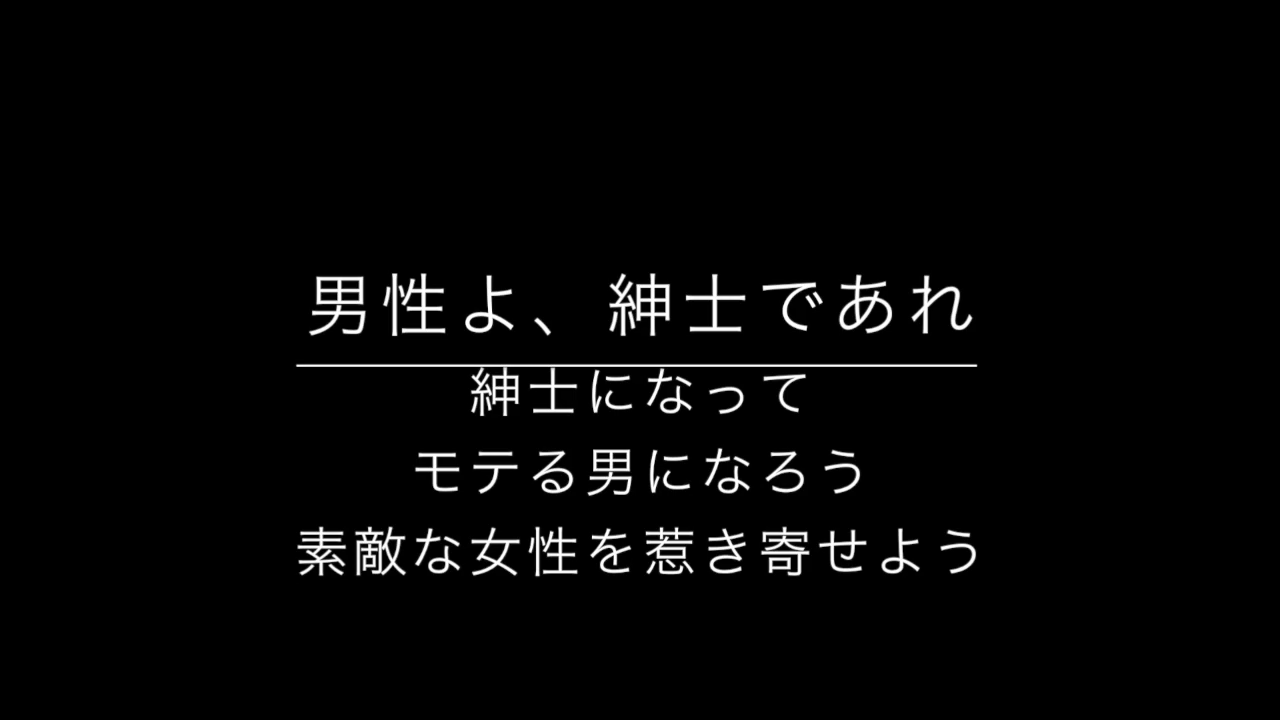 男性よ、紳士であれ
紳士になって
モテる男になろう
素敵な女性を惹き寄せよう